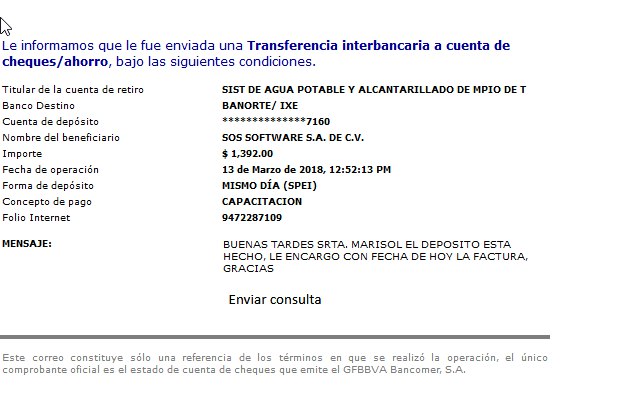 Le informamos que le fue enviada una Transferencia interbancaria a cuenta de
cheques/ahorro, bajo las siguientes condiciones.
Titular de la cuenta de retiro SIST DE AGUA POTABLE Y ALCANTARILLADO DE MPIO DE T
Banco Destino BANORTE/ IXE
Cuenta de depósito **************7160
Nombre del beneficiario SOS SOFTWARE S.A. DE C.V.
Importe $ 1,392.00
Fecha de operación 13 de Marzo de 2018, 12:52:13 PM
Forma de depósito MISMO DÍA (SPEI)
Concepto de pago CAPACITACION
Folio Internet 9472287109
MENSAJE: BUENAS TARDES SRTA. MARISOL EL DEPOSITO ESTA
HECHO, LE ENCARGO CON FECHA DE HOY LA FACTURA,
GRACIAS
Enviar consulta
Este correo constituye sólo una referencia de los términos en que se realizó la operación, el único
comprobante oficial es el estado de cuenta de cheques que emite el GFBBVA Bancomer, S.A.